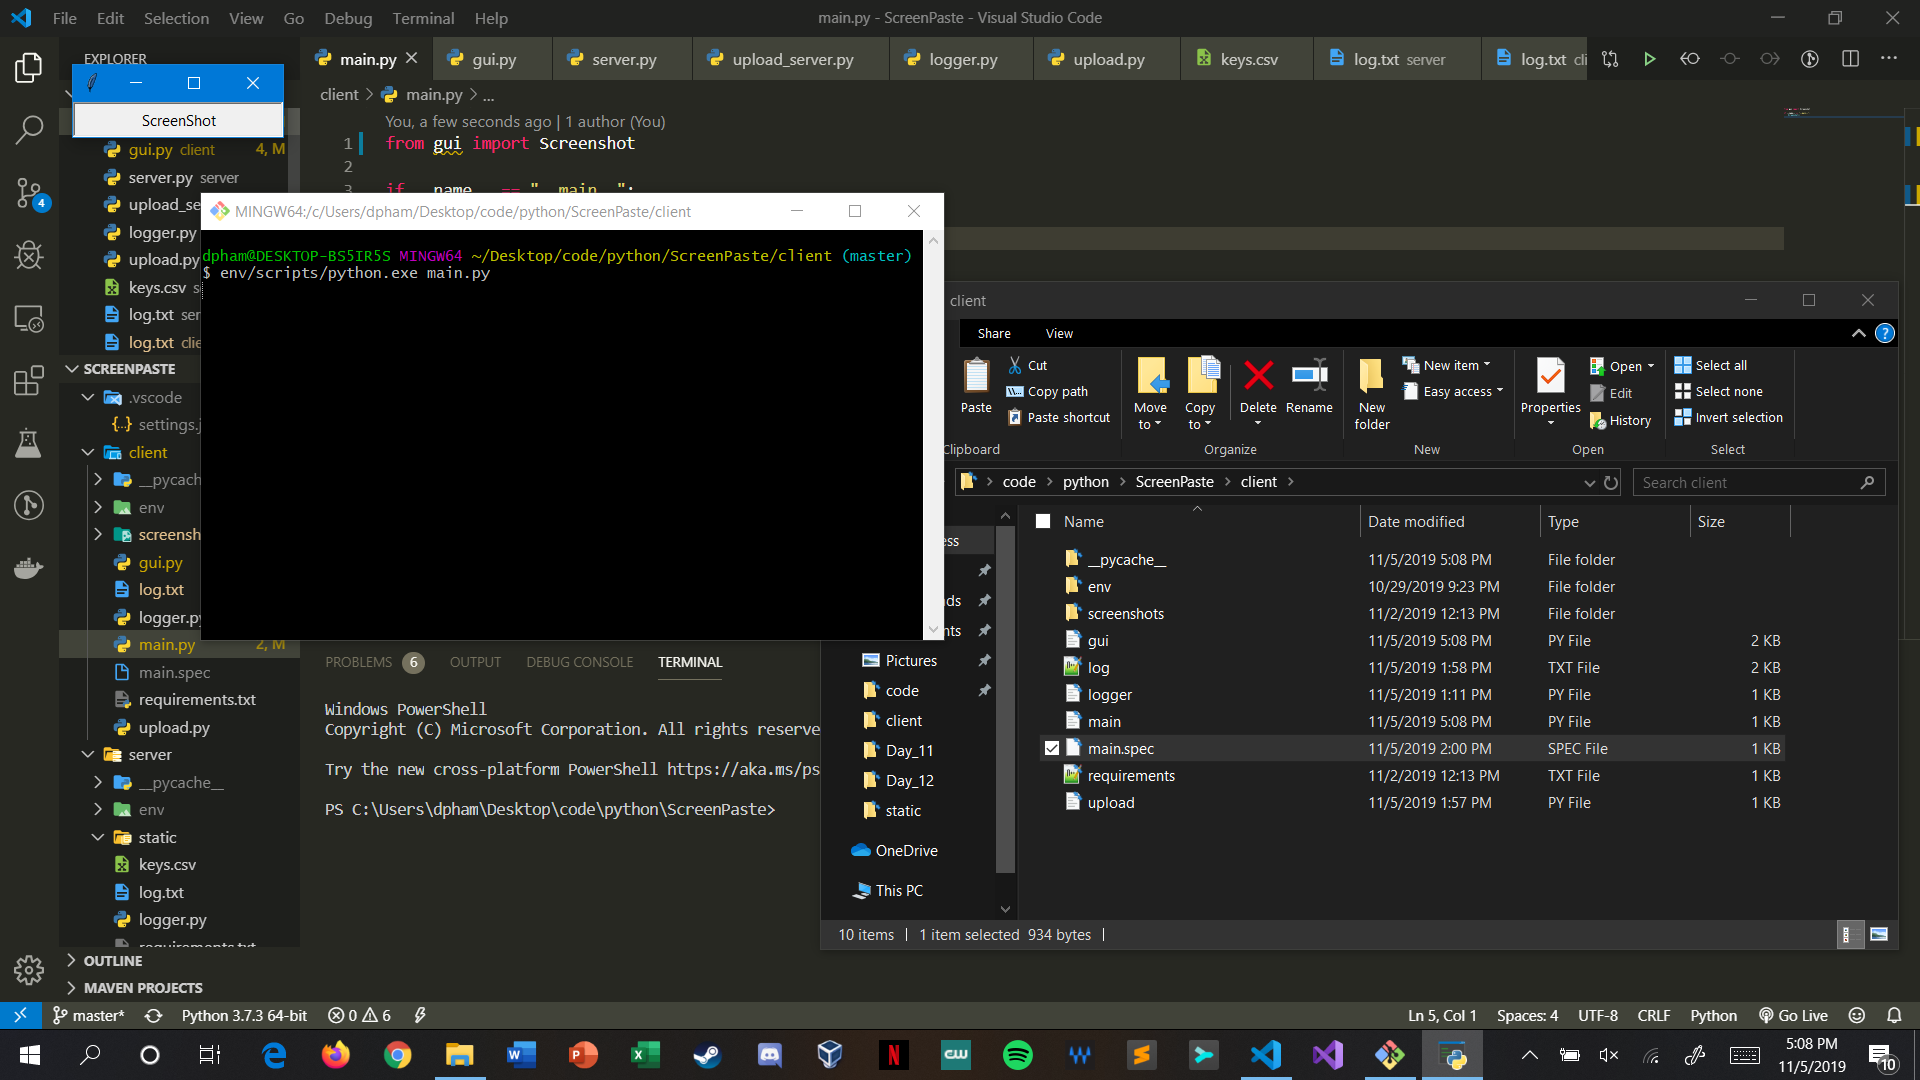 File Edit Selection View Go Debug Terminal Help
main.py - ScreenPaste - Visual Studio Code
EXPLORER
main.py gui.py server.py upload_server.py logger.py upload.py keys.csv log.txt server log.txt cli
ScreenShot
client > main.py > ...
You, a few seconds ago | 1 author (You)
1 from gui import Screenshot
2
3 if __name__ == "__main__":
gui.py client 4, M
server.py server
upload_se
logger.py
upload.py
keys.csv s
log.txt ser
log.txt clie
SCREENPASTE
.vscode
settings.j
client
__pycach
env
screensh
gui.py
log.txt
logger.py
main.py 2, M
main.spec
requirements.txt
upload.py
server
__pycache__
env
static
keys.csv
log.txt
logger.py
requirements.txt
OUTLINE
MAVEN PROJECTS
4
MINGW64:/c/Users/dpham/Desktop/code/python/ScreenPaste/client
dpham@DESKTOP-BS5IR5S MINGW64 ~/Desktop/code/python/ScreenPaste/client (master)
$ env/scripts/python.exe main.py
PROBLEMS 6 OUTPUT DEBUG CONSOLE TERMINAL
Windows PowerShell
Copyright (C) Microsoft Corporation. All rights reserve
Try the new cross-platform PowerShell https://aka.ms/ps
PS C:\Users\dpham\Desktop\code\python\ScreenPaste>
client
Share View
?
Paste
Cut
Copy path
Paste shortcut
Clipboard
Move to
Copy to
Delete
Rename
Organize
New folder
New item
Easy access
New
Properties
Open
Edit
History
Open
Select all
Select none
Invert selection
Select
code > python > ScreenPaste > client >
Search client
ess
ds
nts
Pictures
code
client
Day_11
Day_12
static
OneDrive
This PC
Name Date modified Type Size
__pycache__ 11/5/2019 5:08 PM File folder
env 10/29/2019 9:23 PM File folder
screenshots 11/2/2019 12:13 PM File folder
gui 11/5/2019 5:08 PM PY File 2 KB
log 11/5/2019 1:58 PM TXT File 2 KB
logger 11/5/2019 1:11 PM PY File 1 KB
main 11/5/2019 5:08 PM PY File 1 KB
main.spec 11/5/2019 2:00 PM SPEC File 1 KB
requirements 11/2/2019 12:13 PM TXT File 1 KB
upload 11/5/2019 1:57 PM PY File 1 KB
10 items | 1 item selected 934 bytes |
master* Python 3.7.3 64-bit 0 6
Ln 5, Col 1 Spaces: 4 UTF-8 CRLF Python Go Live
5:08 PM
11/5/2019
10